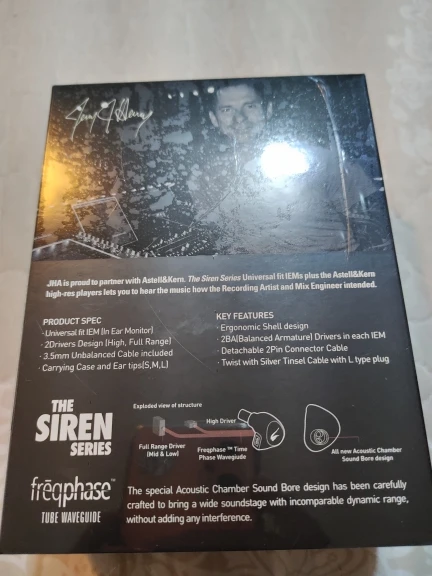 JHA is proud to partner with Astell&Kern. The Siren Series Universal fit IEMs plus the Astell&Kern
high-res players lets you to hear the music how the Recording Artist and Mix Engineer intended.
PRODUCT SPEC
· Universal fit IEM (In Ear Monitor)
· 2Drivers Design (High, Full Range)
· 3.5mm Unbalanced Cable included
· Carrying Case and Ear tips(S,M,L)
KEY FEATURES
· Ergonomic Shell design
· 2BA(Balanced Armature) Drivers in each IEM
· Detachable 2Pin Connector Cable
· Twist with Silver Tinsel Cable with L type plug
THE
SIREN
SERIES
Exploded view of structure
High Driver
Full Range Driver
(Mid & Low)
Freqphase ™ Time
Phase Wavegiude
All new Acoustic Chamber
Sound Bore design
frēqphase™
TUBE WAVEGUIDE
The special Acoustic Chamber Sound Bore design has been carefully
crafted to bring a wide soundstage with incomparable dynamic range,
without adding any interference.